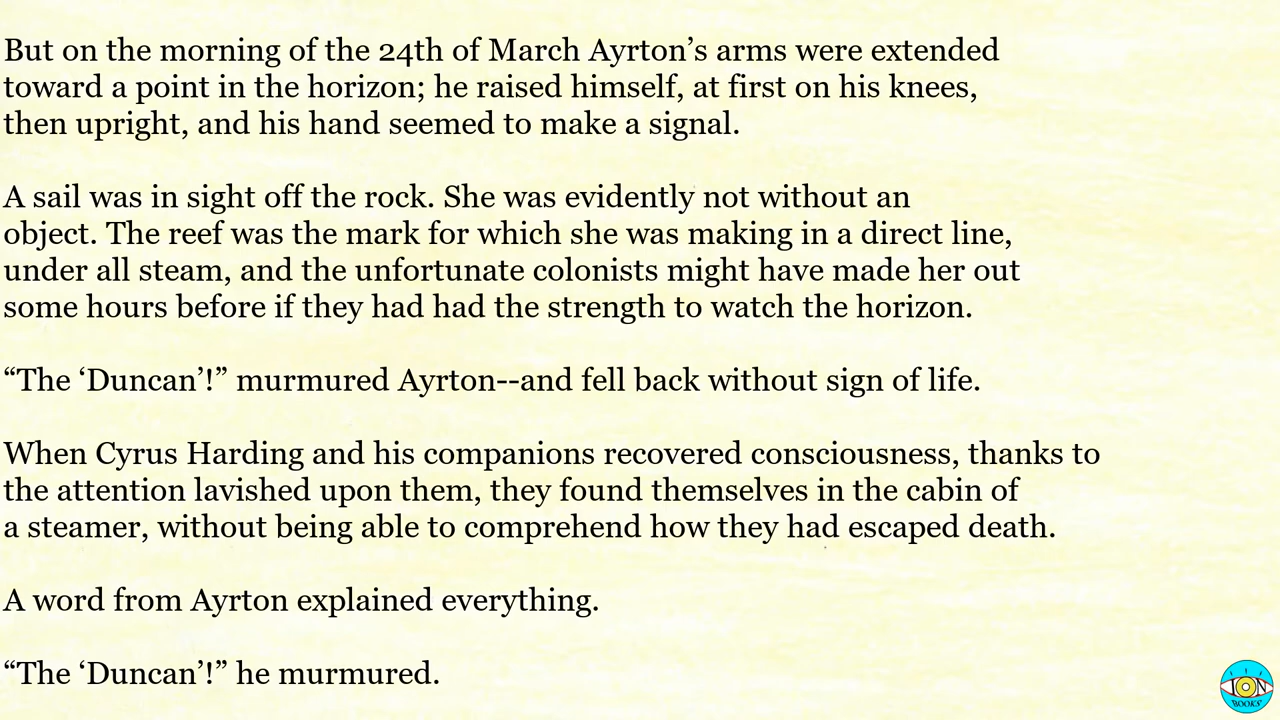 But on the morning of the 24th of March Ayrton’s arms were extended
toward a point in the horizon; he raised himself, at first on his knees,
then upright, and his hand seemed to make a signal.
A sail was in sight off the rock. She was evidently not without an
object. The reef was the mark for which she was making in a direct line,
under all steam, and the unfortunate colonists might have made her out
some hours before if they had had the strength to watch the horizon.
“The ‘Duncan’!” murmured Ayrton--and fell back without sign of life.
When Cyrus Harding and his companions recovered consciousness, thanks to
the attention lavished upon them, they found themselves in the cabin of
a steamer, without being able to comprehend how they had escaped death.
A word from Ayrton explained everything.
“The ‘Duncan’!” he murmured.
ION
BOOKS